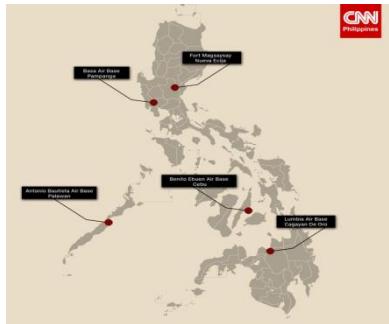 CNN
Philippines
Fort Magsaysay
Nueva Ecija
Basa Air Base
Pampanga
Benito Ebuen Air Base
Cebu
Antonio Bautista Air Base
Palawan
Lumbia Air Base
Cagayan De Oro